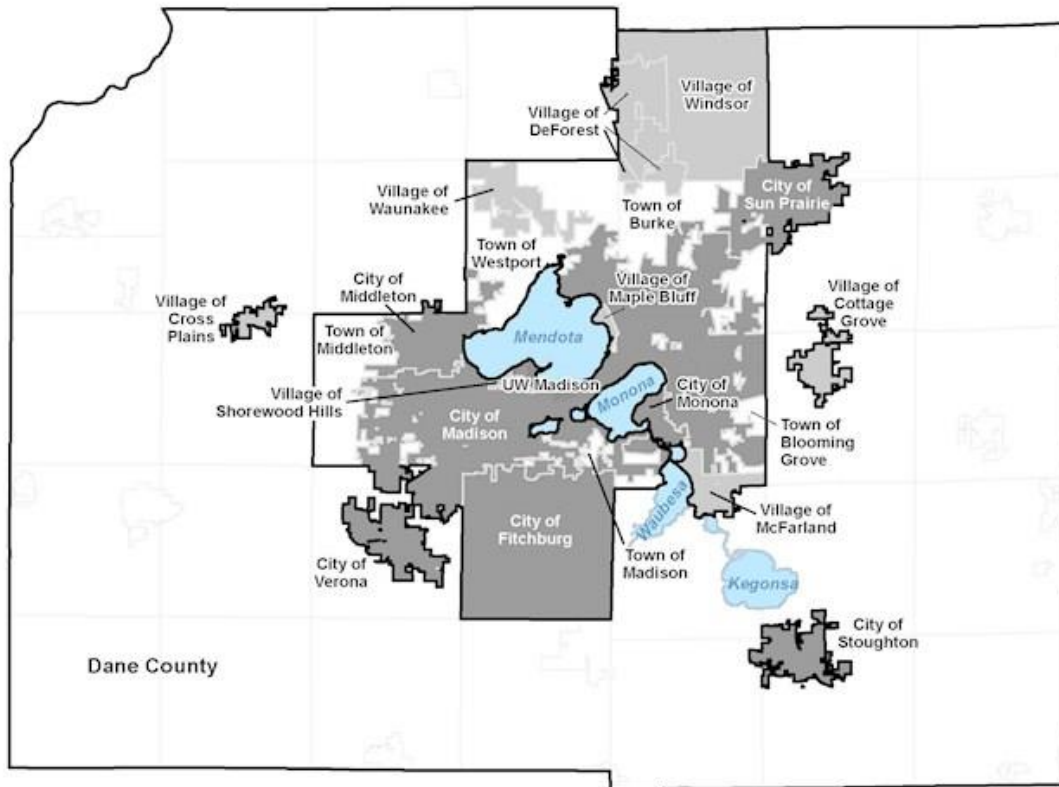 Village of
Windsor
Village of
DeForest
City of
Sun Prairie
Village of
Waunakee
Town of
Burke
Town of
Westport
City of
Middleton
Village of
Maple Bluff
Village of
Cottage
Grove
Village of
Cross
Plains
Town of
Middleton
Mendota
UW Madison
Monona
City of
Monona
Village of
Shorewood Hills
City of
Madison
Town of
Blooming
Grove
Waubesa
Village of
McFarland
City of
Fitchburg
City of
Verona
Town of
Madison
Kegonsa
City of
Stoughton
Dane County